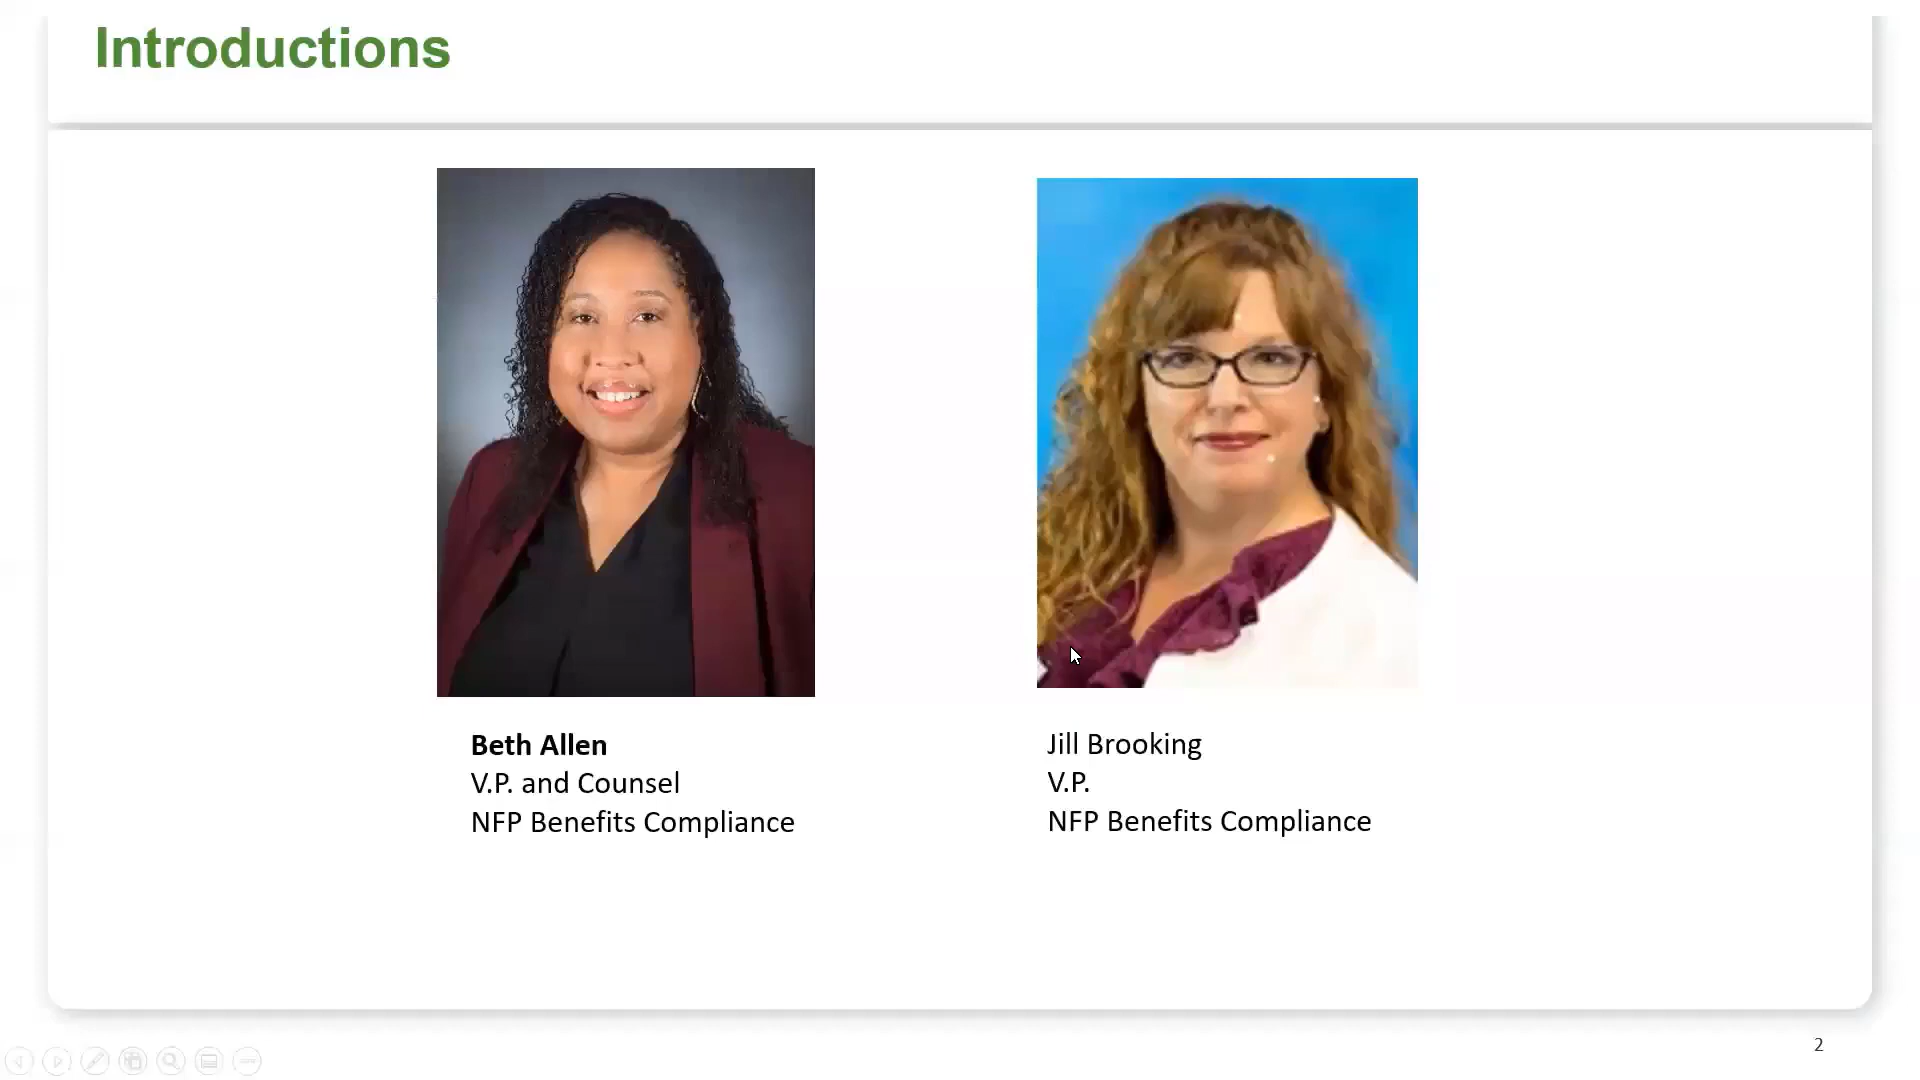 Introductions
Beth Allen
V.P. and Counsel
NFP Benefits Compliance
Jill Brooking
V.P.
NFP Benefits Compliance
2